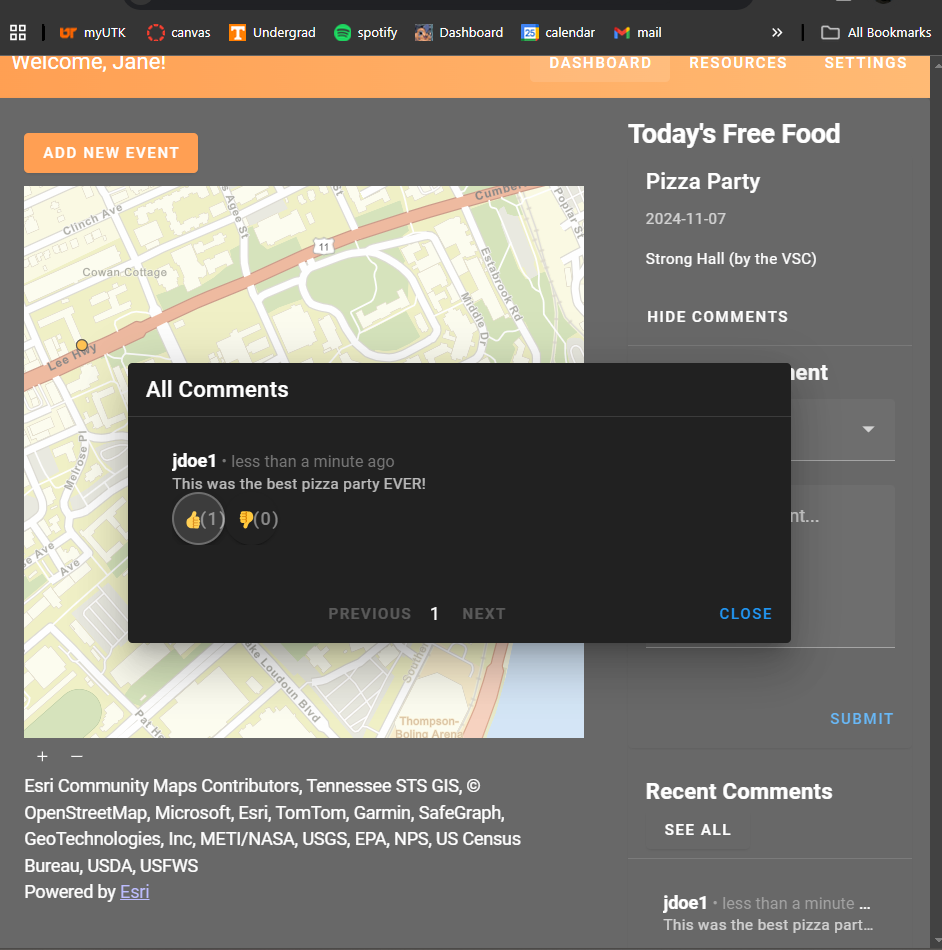 myUTK canvas Undergrad spotify Dashboard 25 calendar mail » All Bookmarks
Welcome, Jane!
DASHBOARD RESOURCES SETTINGS
ADD NEW EVENT
Clinch Ave
Agee St
St
Cumber
Poplar St
11
Cowan Cottage
Estabrook Rd
Middle Dr
Lee Hwy
Melrose Pl
Ave
Ave
Loudoun Blvd
Pat He
Thompson-
Boling Arena
+ −
Esri Community Maps Contributors, Tennessee STS GIS, ©
OpenStreetMap, Microsoft, Esri, TomTom, Garmin, SafeGraph,
GeoTechnologies, Inc, METI/NASA, USGS, EPA, NPS, US Census
Bureau, USDA, USFWS
Powered by Esri
All Comments
jdoe1 • less than a minute ago
This was the best pizza party EVER!
👍(1) 👎(0)
PREVIOUS 1 NEXT
CLOSE
Today's Free Food
Pizza Party
2024-11-07
Strong Hall (by the VSC)
HIDE COMMENTS
nent
nt...
SUBMIT
Recent Comments
SEE ALL
jdoe1 • less than a minute ...
This was the best pizza part...